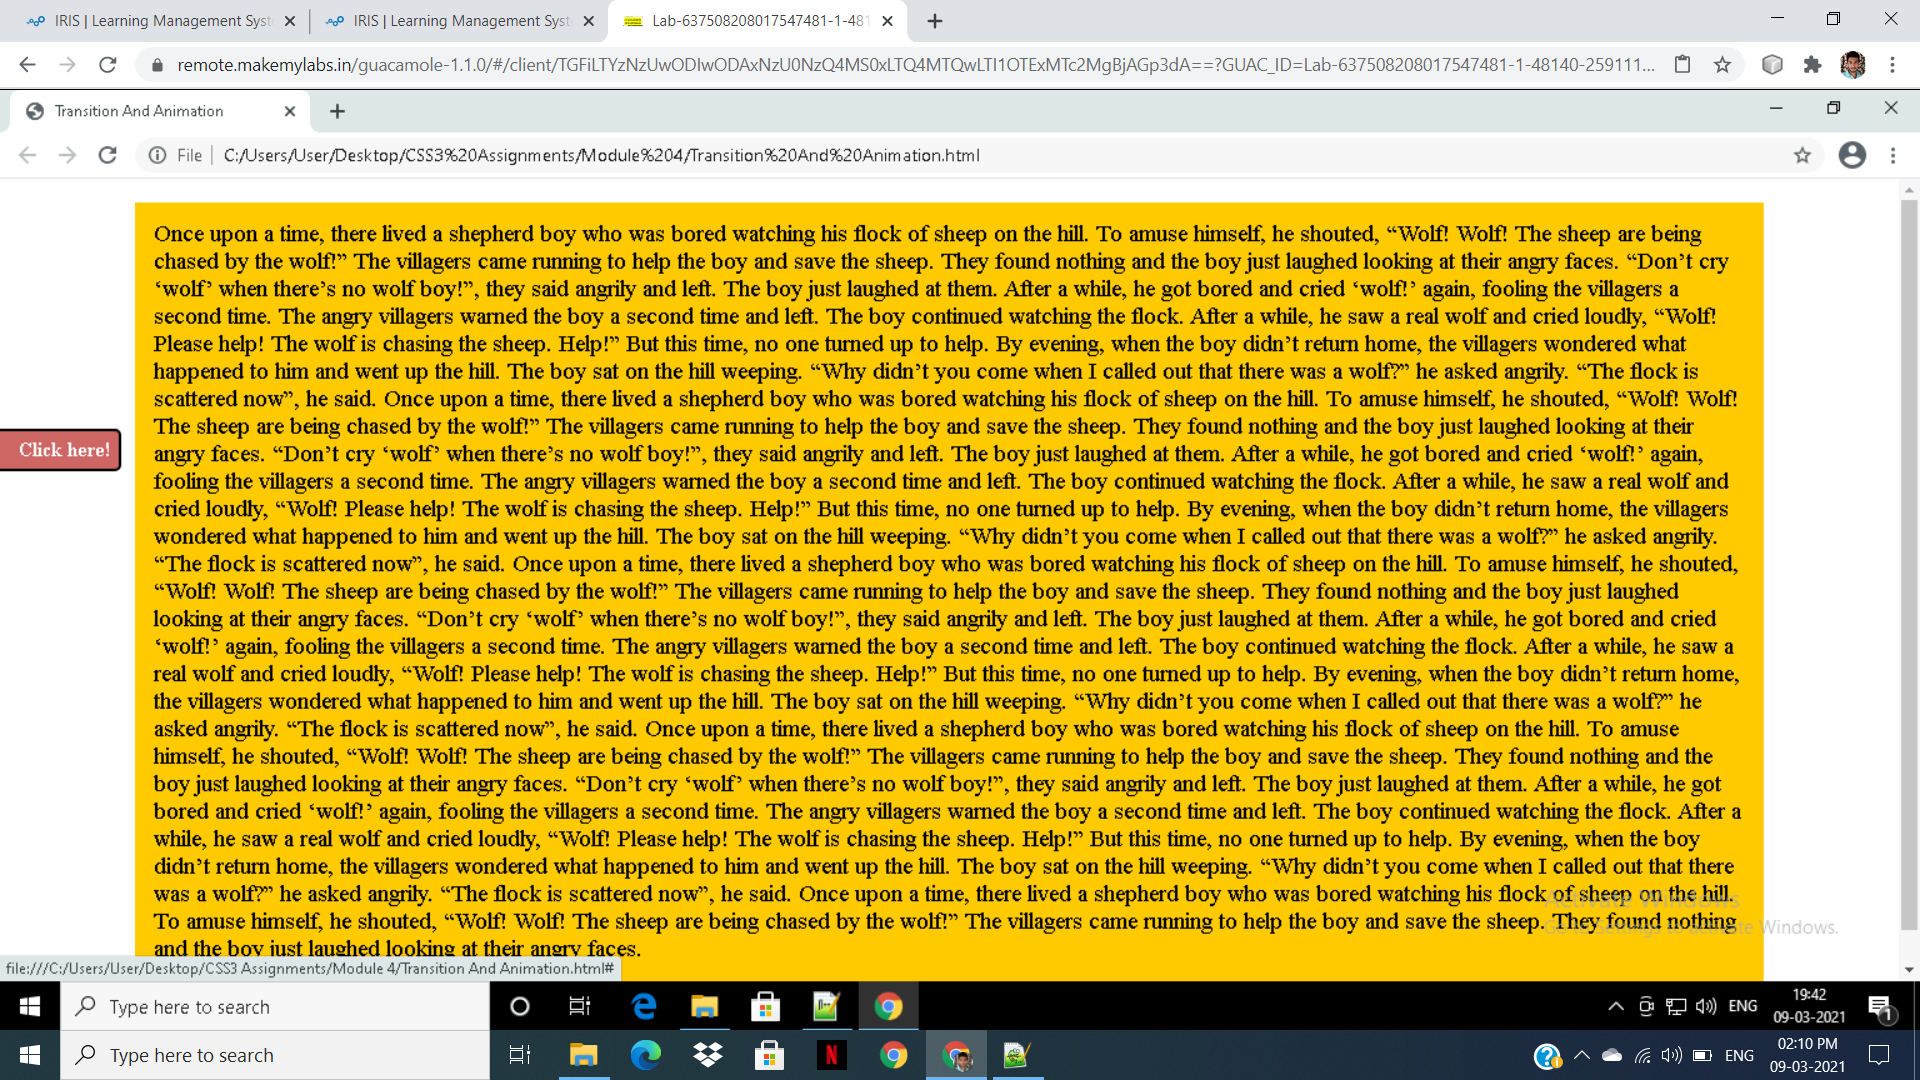 IRIS | Learning Management Syst
IRIS | Learning Management Syst
Lab-637508208017547481-1-481
remote.makemylabs.in/guacamole-1.1.0/#/client/TGFiLTYzNzUwODIwODAxNzU0NzQ4MS0xLTQ4MTQwLTI1OTExMTc2MgBjAGp3dA==?GUAC_ID=Lab-637508208017547481-1-48140-259111...
Transition And Animation
File
C:/Users/User/Desktop/CSS3%20Assignments/Module%204/Transition%20And%20Animation.html
Once upon a time, there lived a shepherd boy who was bored watching his flock of sheep on the hill. To amuse himself, he shouted, “Wolf! Wolf! The sheep are being
chased by the wolf!” The villagers came running to help the boy and save the sheep. They found nothing and the boy just laughed looking at their angry faces. “Don’t cry
‘wolf’ when there’s no wolf boy!”, they said angrily and left. The boy just laughed at them. After a while, he got bored and cried ‘wolf!’ again, fooling the villagers a
second time. The angry villagers warned the boy a second time and left. The boy continued watching the flock. After a while, he saw a real wolf and cried loudly, “Wolf!
Please help! The wolf is chasing the sheep. Help!” But this time, no one turned up to help. By evening, when the boy didn’t return home, the villagers wondered what
happened to him and went up the hill. The boy sat on the hill weeping. “Why didn’t you come when I called out that there was a wolf?” he asked angrily. “The flock is
scattered now”, he said. Once upon a time, there lived a shepherd boy who was bored watching his flock of sheep on the hill. To amuse himself, he shouted, “Wolf! Wolf!
The sheep are being chased by the wolf!” The villagers came running to help the boy and save the sheep. They found nothing and the boy just laughed looking at their
Click here!
angry faces. “Don’t cry ‘wolf’ when there’s no wolf boy!”, they said angrily and left. The boy just laughed at them. After a while, he got bored and cried ‘wolf!’ again,
fooling the villagers a second time. The angry villagers warned the boy a second time and left. The boy continued watching the flock. After a while, he saw a real wolf and
cried loudly, “Wolf! Please help! The wolf is chasing the sheep. Help!” But this time, no one turned up to help. By evening, when the boy didn’t return home, the villagers
wondered what happened to him and went up the hill. The boy sat on the hill weeping. “Why didn’t you come when I called out that there was a wolf?” he asked angrily.
“The flock is scattered now”, he said. Once upon a time, there lived a shepherd boy who was bored watching his flock of sheep on the hill. To amuse himself, he shouted,
“Wolf! Wolf! The sheep are being chased by the wolf!” The villagers came running to help the boy and save the sheep. They found nothing and the boy just laughed
looking at their angry faces. “Don’t cry ‘wolf’ when there’s no wolf boy!”, they said angrily and left. The boy just laughed at them. After a while, he got bored and cried
‘wolf!’ again, fooling the villagers a second time. The angry villagers warned the boy a second time and left. The boy continued watching the flock. After a while, he saw a
real wolf and cried loudly, “Wolf! Please help! The wolf is chasing the sheep. Help!” But this time, no one turned up to help. By evening, when the boy didn’t return home,
the villagers wondered what happened to him and went up the hill. The boy sat on the hill weeping. “Why didn’t you come when I called out that there was a wolf?” he
asked angrily. “The flock is scattered now”, he said. Once upon a time, there lived a shepherd boy who was bored watching his flock of sheep on the hill. To amuse
himself, he shouted, “Wolf! Wolf! The sheep are being chased by the wolf!” The villagers came running to help the boy and save the sheep. They found nothing and the
boy just laughed looking at their angry faces. “Don’t cry ‘wolf’ when there’s no wolf boy!”, they said angrily and left. The boy just laughed at them. After a while, he got
bored and cried ‘wolf!’ again, fooling the villagers a second time. The angry villagers warned the boy a second time and left. The boy continued watching the flock. After a
while, he saw a real wolf and cried loudly, “Wolf! Please help! The wolf is chasing the sheep. Help!” But this time, no one turned up to help. By evening, when the boy
didn’t return home, the villagers wondered what happened to him and went up the hill. The boy sat on the hill weeping. “Why didn’t you come when I called out that there
was a wolf?” he asked angrily. “The flock is scattered now”, he said. Once upon a time, there lived a shepherd boy who was bored watching his flock of sheep on the hill.
Activate Windows
To amuse himself, he shouted, “Wolf! Wolf! The sheep are being chased by the wolf!” The villagers came running to help the boy and save the sheep. They found nothing
Go to Settings to activate Windows.
and the boy just laughed looking at their angry faces.
file:///C:/Users/User/Desktop/CSS3 Assignments/Module 4/Transition And Animation.html#
Type here to search
ENG
19:42
09-03-2021
1
Type here to search
N
ENG
02:10 PM
09-03-2021